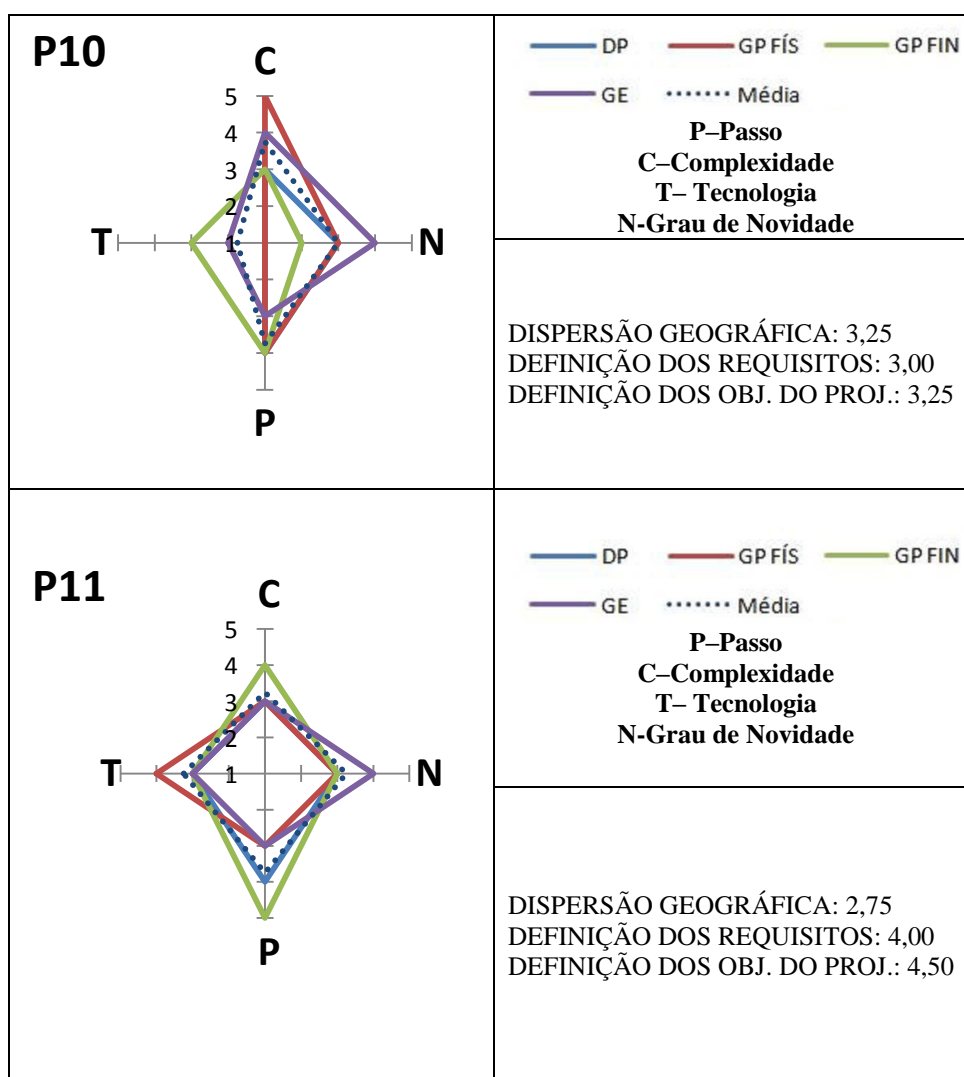 P10
C
5
4
3
2
1
T
N
P
DP GP FÍS GP FIN
GE Média
P–Passo
C–Complexidade
T– Tecnologia
N-Grau de Novidade
DISPERSÃO GEOGRÁFICA: 3,25
DEFINIÇÃO DOS REQUISITOS: 3,00
DEFINIÇÃO DOS OBJ. DO PROJ.: 3,25
P11
C
5
4
3
2
1
T
N
P
DP GP FÍS GP FIN
GE Média
P–Passo
C–Complexidade
T– Tecnologia
N-Grau de Novidade
DISPERSÃO GEOGRÁFICA: 2,75
DEFINIÇÃO DOS REQUISITOS: 4,00
DEFINIÇÃO DOS OBJ. DO PROJ.: 4,50